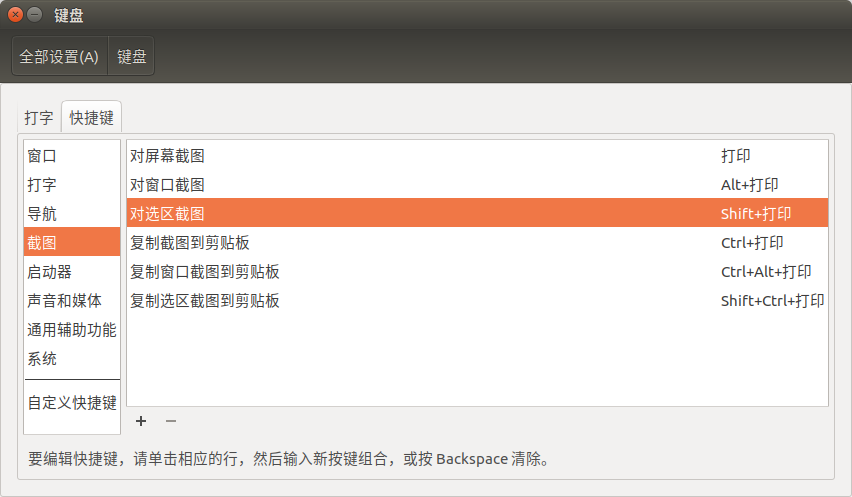 键盘
全部设置(A) 键盘
打字 快捷键
窗口
打字
导航
截图
启动器
声音和媒体
通用辅助功能
系统
自定义快捷键
对屏幕截图 打印
对窗口截图 Alt+打印
对选区截图 Shift+打印
复制截图到剪贴板 Ctrl+打印
复制窗口截图到剪贴板 Ctrl+Alt+打印
复制选区截图到剪贴板 Shift+Ctrl+打印
要编辑快捷键，请单击相应的行，然后输入新按键组合，或按 Backspace 清除。